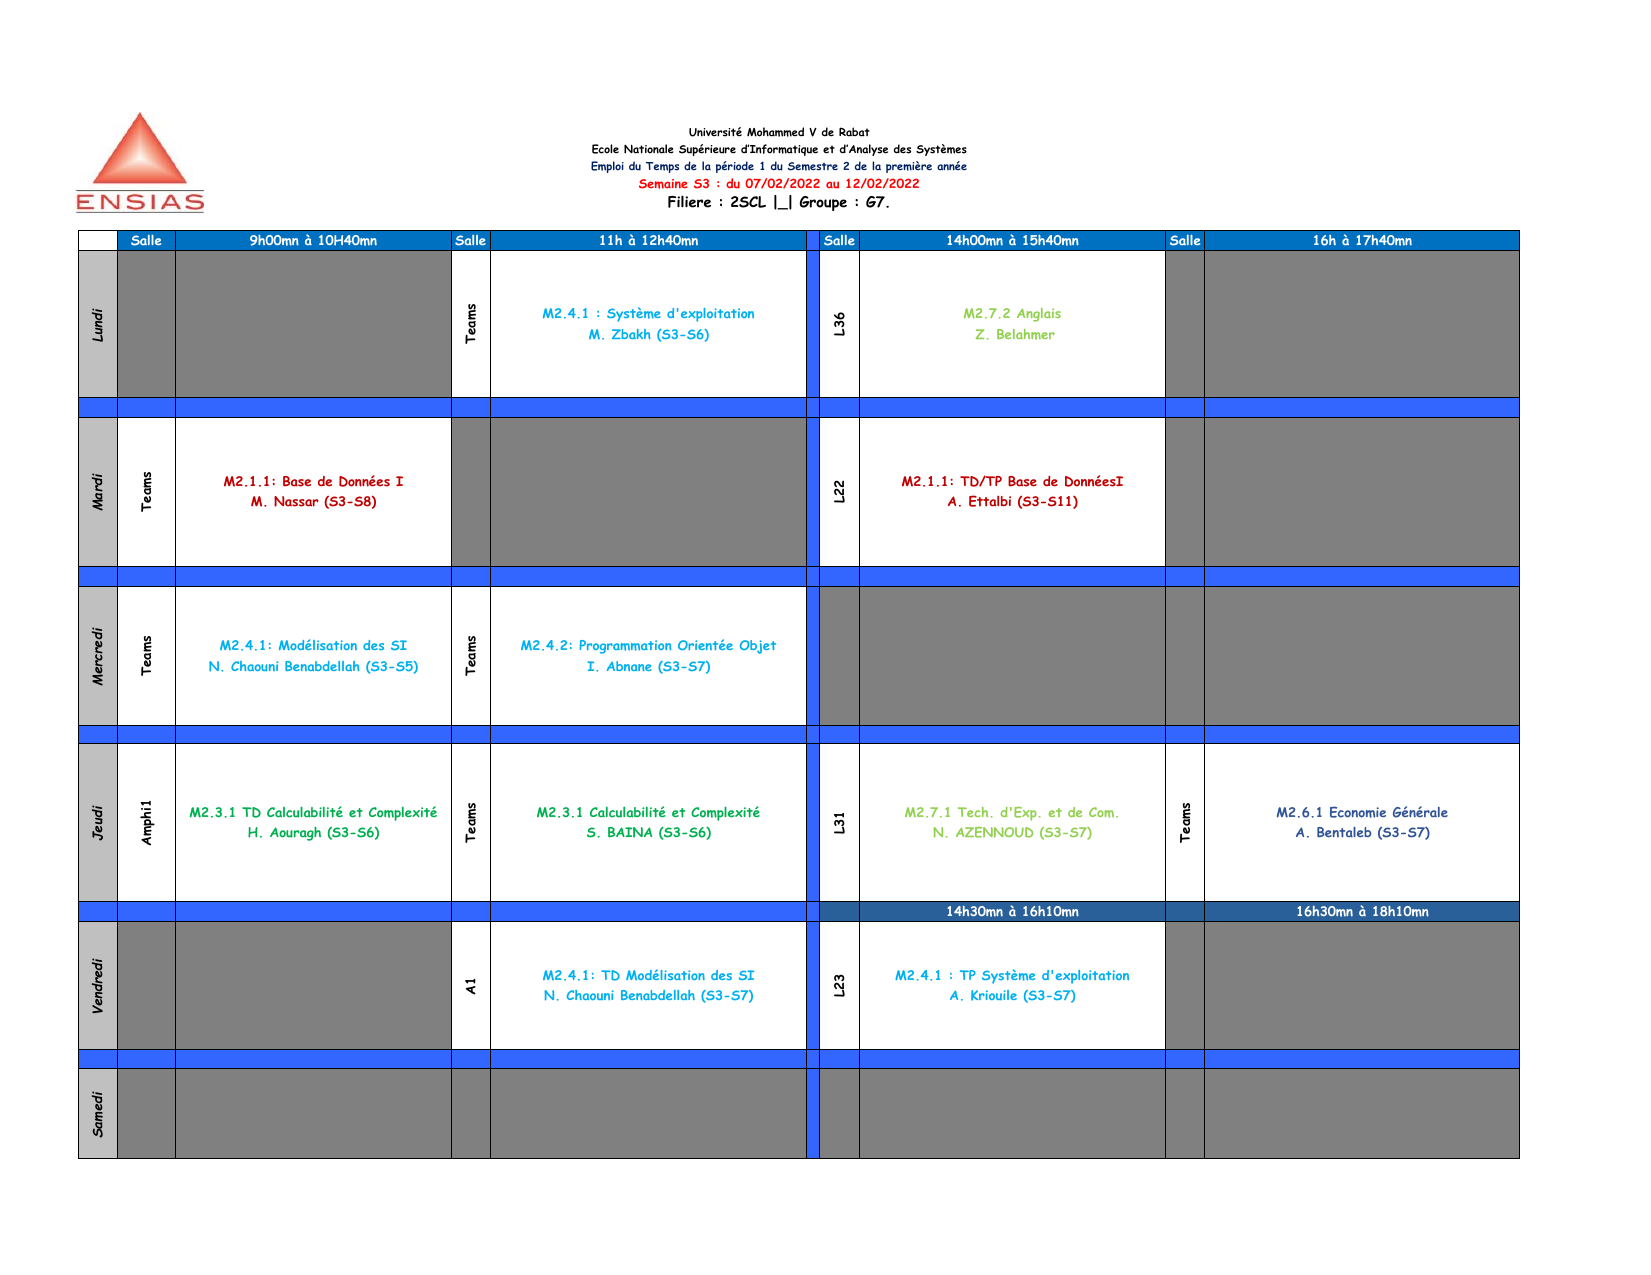 ENSIAS
Université Mohammed V de Rabat
Ecole Nationale Supérieure d’Informatique et d’Analyse des Systèmes
Emploi du Temps de la période 1 du Semestre 2 de la première année
Semaine S3 : du 07/02/2022 au 12/02/2022
Filiere : 2SCL |_| Groupe : G7.
Salle 9h00mn à 10H40mn Salle 11h à 12h40mn Salle 14h00mn à 15h40mn Salle 16h à 17h40mn
Lundi
Teams
M2.4.1 : Système d'exploitation
M. Zbakh (S3-S6)
L36
M2.7.2 Anglais
Z. Belahmer
Mardi
Teams
M2.1.1: Base de Données I
M. Nassar (S3-S8)
L22
M2.1.1: TD/TP Base de DonnéesI
A. Ettalbi (S3-S11)
Mercredi
Teams
M2.4.1: Modélisation des SI
N. Chaouni Benabdellah (S3-S5)
Teams
M2.4.2: Programmation Orientée Objet
I. Abnane (S3-S7)
Jeudi
Amphi1
M2.3.1 TD Calculabilité et Complexité
H. Aouragh (S3-S6)
Teams
M2.3.1 Calculabilité et Complexité
S. BAINA (S3-S6)
L31
M2.7.1 Tech. d'Exp. et de Com.
N. AZENNOUD (S3-S7)
Teams
M2.6.1 Economie Générale
A. Bentaleb (S3-S7)
14h30mn à 16h10mn 16h30mn à 18h10mn
Vendredi
A1
M2.4.1: TD Modélisation des SI
N. Chaouni Benabdellah (S3-S7)
L23
M2.4.1 : TP Système d'exploitation
A. Kriouile (S3-S7)
Samedi